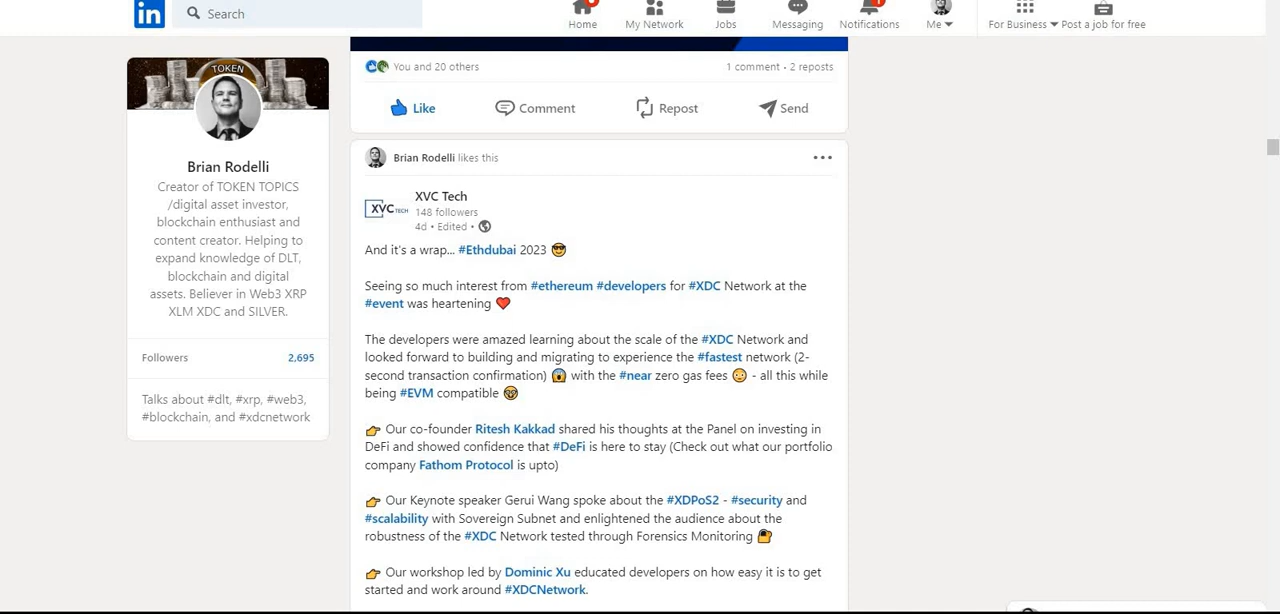 in
Search
Home
My Network
Jobs
Messaging
Notifications
Me
For Business
Post a job for free
TOKEN
Brian Rodelli
Creator of TOKEN TOPICS
/digital asset investor,
blockchain enthusiast and
content creator. Helping to
expand knowledge of DLT,
blockchain and digital
assets. Believer in Web3 XRP
XLM XDC and SILVER.
Followers 2,695
Talks about #dlt, #xrp, #web3,
#blockchain, and #xdcnetwork
You and 20 others
1 comment • 2 reposts
Like
Comment
Repost
Send
Brian Rodelli likes this
XVC TECH
XVC Tech
148 followers
4d • Edited •
And it's a wrap... #Ethdubai 2023 😎
Seeing so much interest from #ethereum #developers for #XDC Network at the
#event was heartening ❤️
The developers were amazed learning about the scale of the #XDC Network and
looked forward to building and migrating to experience the #fastest network (2-
second transaction confirmation) 😱 with the #near zero gas fees 😳 - all this while
being #EVM compatible 🤓
👉 Our co-founder Ritesh Kakkad shared his thoughts at the Panel on investing in
DeFi and showed confidence that #DeFi is here to stay (Check out what our portfolio
company Fathom Protocol is upto)
👉 Our Keynote speaker Gerui Wang spoke about the #XDPoS2 - #security and
#scalability with Sovereign Subnet and enlightened the audience about the
robustness of the #XDC Network tested through Forensics Monitoring 🔐
👉 Our workshop led by Dominic Xu educated developers on how easy it is to get
started and work around #XDCNetwork.